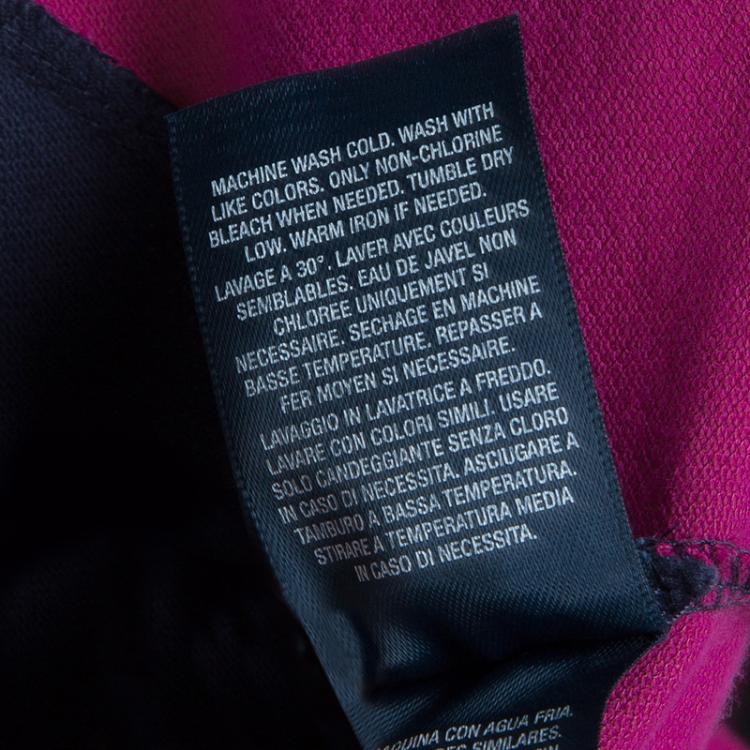 MACHINE WASH COLD. WASH WITH
LIKE COLORS. ONLY NON-CHLORINE
BLEACH WHEN NEEDED. TUMBLE DRY
LOW. WARM IRON IF NEEDED.
LAVAGE A 30°. LAVER AVEC COULEURS
SEMBLABLES. EAU DE JAVEL NON
CHLOREE UNIQUEMENT SI
NECESSAIRE. SECHAGE EN MACHINE
BASSE TEMPERATURE. REPASSER A
FER MOYEN SI NECESSAIRE.
LAVAGGIO IN LAVATRICE A FREDDO.
LAVARE CON COLORI SIMILI. USARE
SOLO CANDEGGIANTE SENZA CLORO
IN CASO DI NECESSITA. ASCIUGARE A
TAMBURO A BASSA TEMPERATURA.
STIRARE A TEMPERATURA MEDIA
IN CASO DI NECESSITA.
CON AGUA FRIA.
SIMILARES.